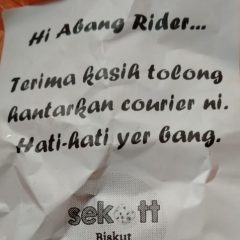 Hi Abang Rider...
Terima kasih tolong
hantarkan courier ni.
Hati-hati yer bang.
sekott
Biskut